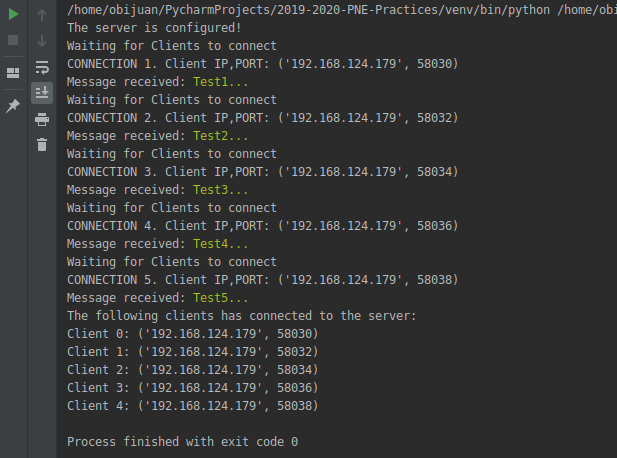 /home/obijuan/PycharmProjects/2019-2020-PNE-Practices/venv/bin/python /home/obi
The server is configured!
Waiting for Clients to connect
CONNECTION 1. Client IP,PORT: ('192.168.124.179', 58030)
Message received: Test1...
Waiting for Clients to connect
CONNECTION 2. Client IP,PORT: ('192.168.124.179', 58032)
Message received: Test2...
Waiting for Clients to connect
CONNECTION 3. Client IP,PORT: ('192.168.124.179', 58034)
Message received: Test3...
Waiting for Clients to connect
CONNECTION 4. Client IP,PORT: ('192.168.124.179', 58036)
Message received: Test4...
Waiting for Clients to connect
CONNECTION 5. Client IP,PORT: ('192.168.124.179', 58038)
Message received: Test5...
The following clients has connected to the server:
Client 0: ('192.168.124.179', 58030)
Client 1: ('192.168.124.179', 58032)
Client 2: ('192.168.124.179', 58034)
Client 3: ('192.168.124.179', 58036)
Client 4: ('192.168.124.179', 58038)
Process finished with exit code 0